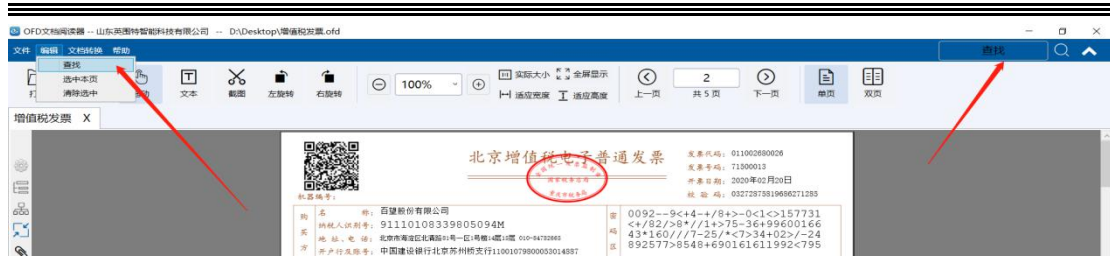 OFD文档阅读器 -- 山东英图特智能科技有限公司 -- D:\Desktop\增值税发票.ofd
文件 编辑 文档转换 帮助 查找
查找
选中本页
清除选中
文本 截图 左旋转 右旋转 100% 实际大小 全屏显示 适应宽度 适应高度 上一页 2 共 5 页 下一页 单页 双页
增值税发票 X
北京增值税电子普通发票
发票代码: 011002680026
发票号码: 71500013
开票日期: 2020年02月20日
校验码: 03272875819686271285
机器编号:
购买方
名 称: 百望股份有限公司
纳税人识别号: 91110108339805094M
地址、电话: 北京市海淀区北清路81号一区1号楼14层15层 010-84782665
开户行及账号: 中国建设银行北京苏州桥支行11001079800053014887
密码区
0092--9<+4-+/8+>-0<1<>157731
<+/82/>8*//1+>75-36+99600166
43*160///7-25/*<7>34+02>/-24
892577>8548+690161611992<795